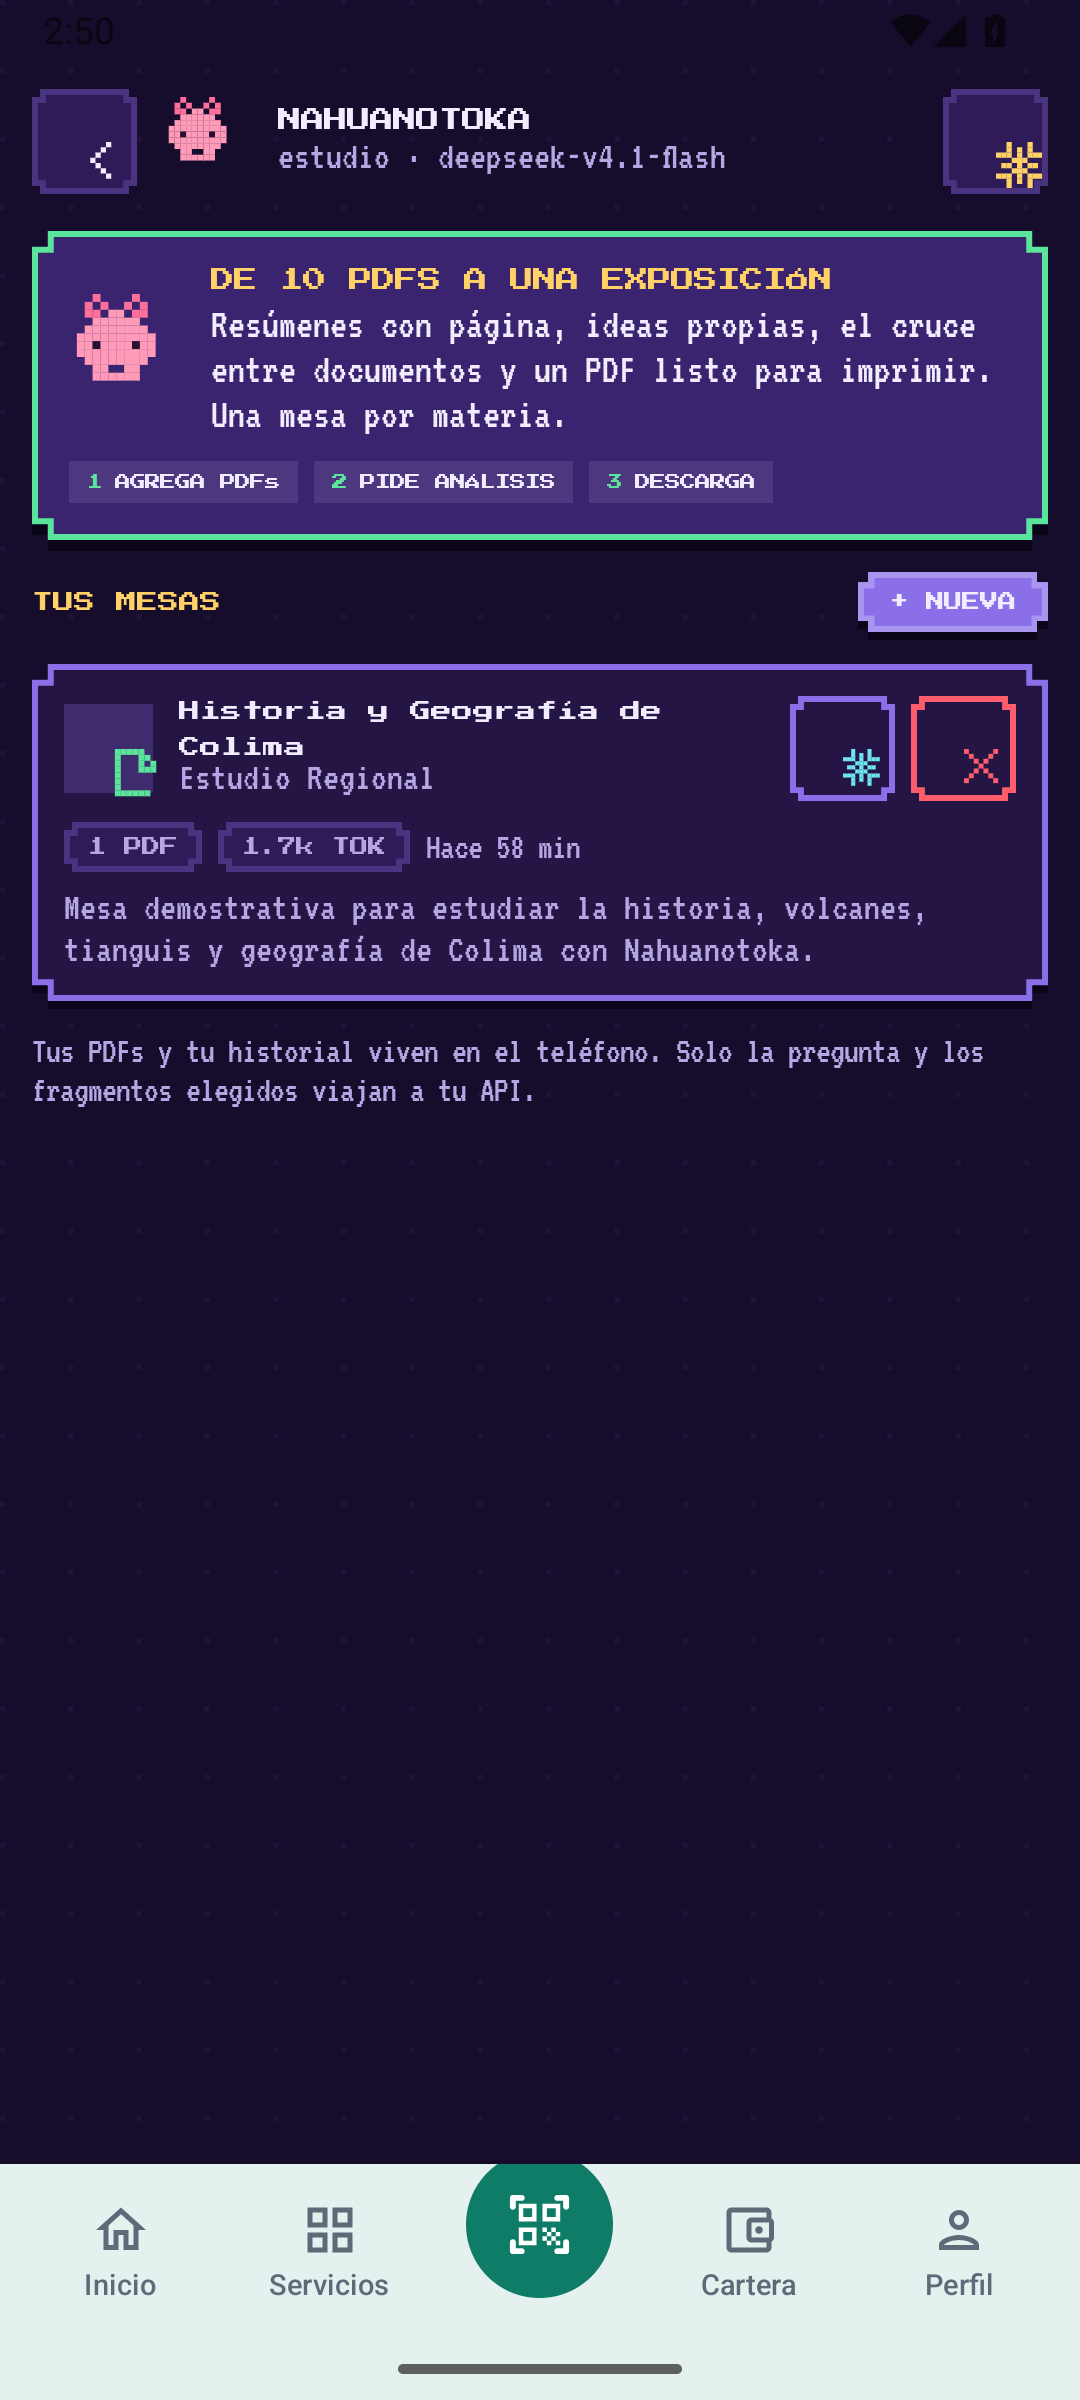 2:50
NAHUANOTOKA
estudio · deepseek-v4.1-flash
DE 10 PDFS A UNA EXPOSICIóN
Resúmenes con página, ideas propias, el cruce
entre documentos y un PDF listo para imprimir.
Una mesa por materia.
1 AGREGA PDFs 2 PIDE ANáLISIS 3 DESCARGA
TUS MESAS
+ NUEVA
Historia y Geografía de
Colima
Estudio Regional
1 PDF 1.7k TOK Hace 58 min
Mesa demostrativa para estudiar la historia, volcanes,
tianguis y geografía de Colima con Nahuanotoka.
Tus PDFs y tu historial viven en el teléfono. Solo la pregunta y los
fragmentos elegidos viajan a tu API.
Inicio Servicios Cartera Perfil